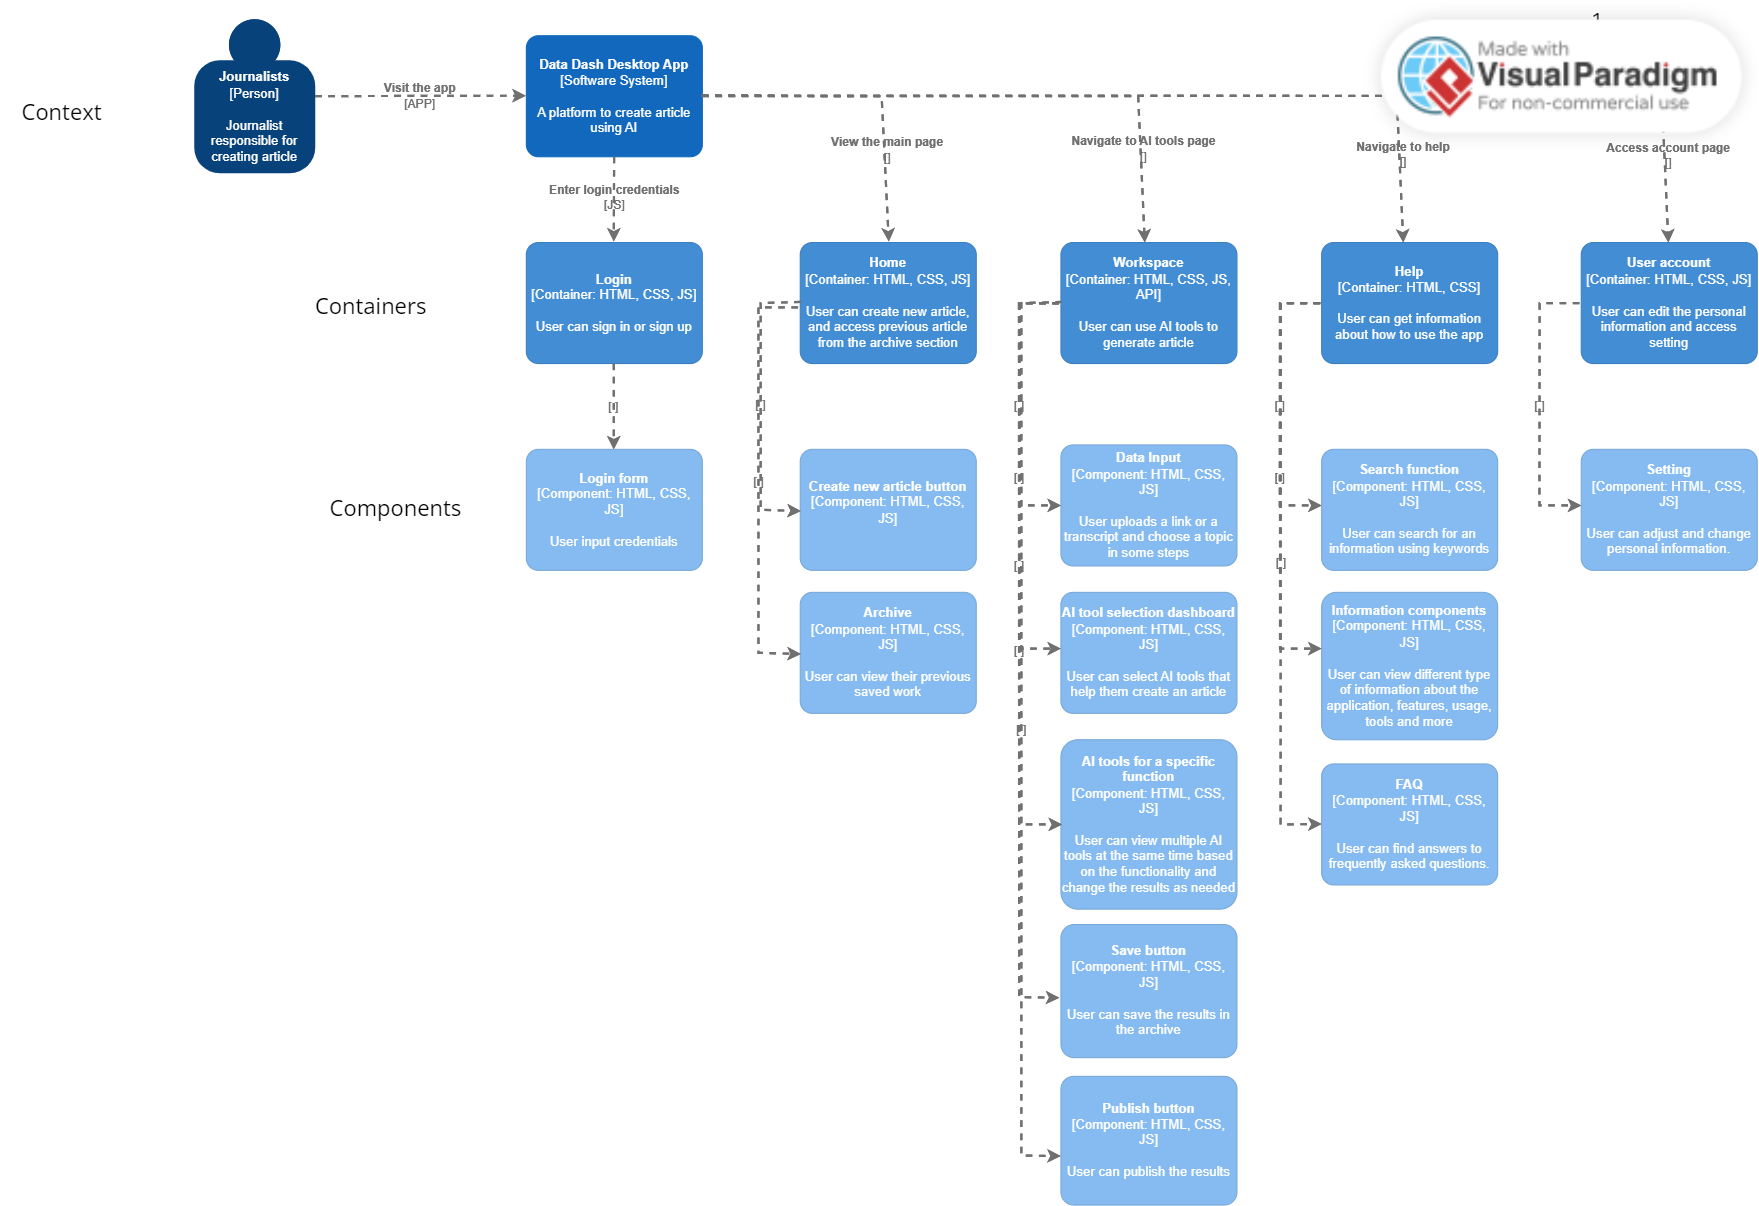 1
Made with
Visual Paradigm
For non-commercial use
Context
Journalists
[Person]
Journalist
responsible for
creating article
Visit the app
[APP]
Data Dash Desktop App
[Software System]
A platform to create article
using AI
Enter login credentials
[JS]
View the main page
[]
Navigate to AI tools page
[]
Navigate to help
[]
Access account page
[]
Containers
Login
[Container: HTML, CSS, JS]
User can sign in or sign up
Home
[Container: HTML, CSS, JS]
User can create new article,
and access previous article
from the archive section
Workspace
[Container: HTML, CSS, JS,
API]
User can use AI tools to
generate article
Help
[Container: HTML, CSS]
User can get information
about how to use the app
User account
[Container: HTML, CSS, JS]
User can edit the personal
information and access
setting
Components
Login form
[Component: HTML, CSS,
JS]
User input credentials
Create new article button
[Component: HTML, CSS,
JS]
Archive
[Component: HTML, CSS,
JS]
User can view their previous
saved work
Data Input
[Component: HTML, CSS,
JS]
User uploads a link or a
transcript and choose a topic
in some steps
AI tool selection dashboard
[Component: HTML, CSS,
JS]
User can select AI tools that
help them create an article
AI tools for a specific
function
[Component: HTML, CSS,
JS]
User can view multiple AI
tools at the same time based
on the functionality and
change the results as needed
Save button
[Component: HTML, CSS,
JS]
User can save the results in
the archive
Publish button
[Component: HTML, CSS,
JS]
User can publish the results
Search function
[Component: HTML, CSS,
JS]
User can search for an
information using keywords
Information components
[Component: HTML, CSS,
JS]
User can view different type
of information about the
application, features, usage,
tools and more
FAQ
[Component: HTML, CSS,
JS]
User can find answers to
frequently asked questions.
Setting
[Component: HTML, CSS,
JS]
User can adjust and change
personal information.